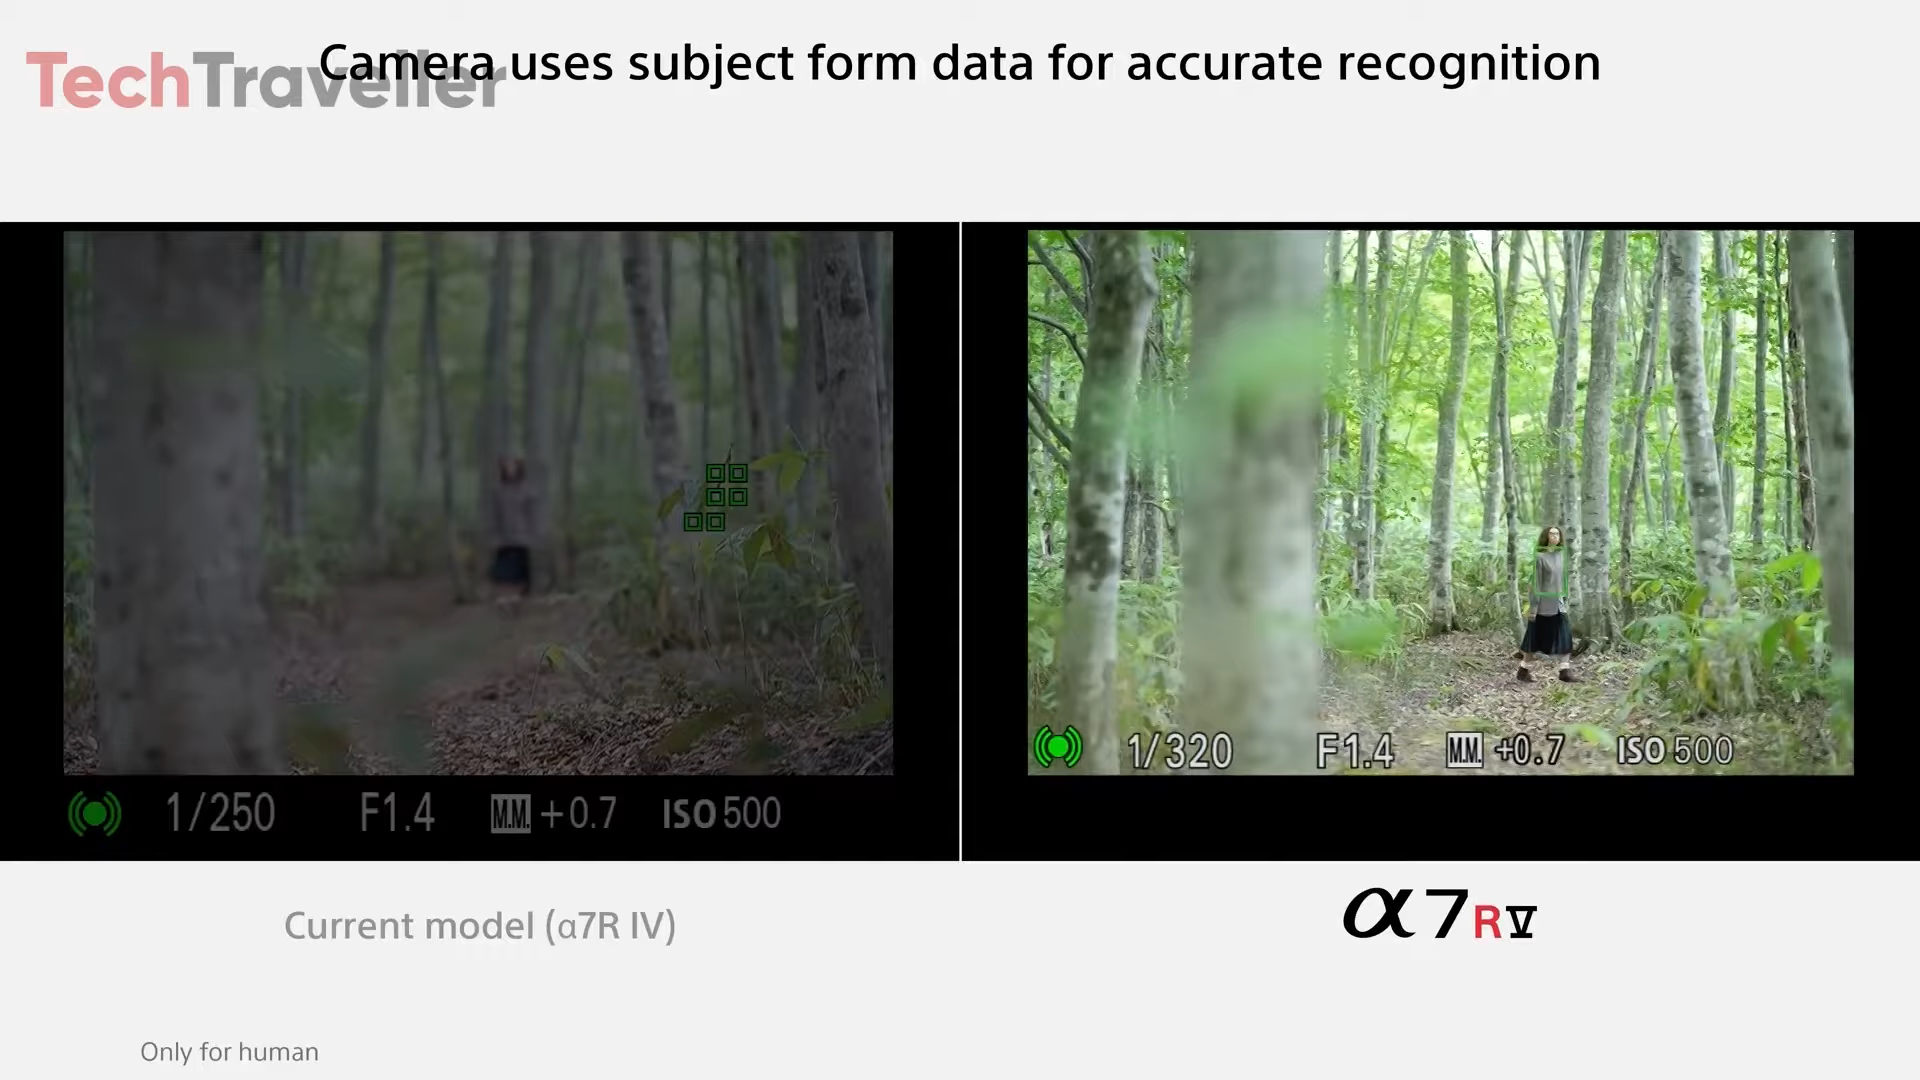 TechTraveller
Camera uses subject form data for accurate recognition
1/250 F1.4 M.M. +0.7 ISO 500
1/320 F1.4 M.M. +0.7 ISO 500
Current model (α7R IV)
α7RV
Only for human